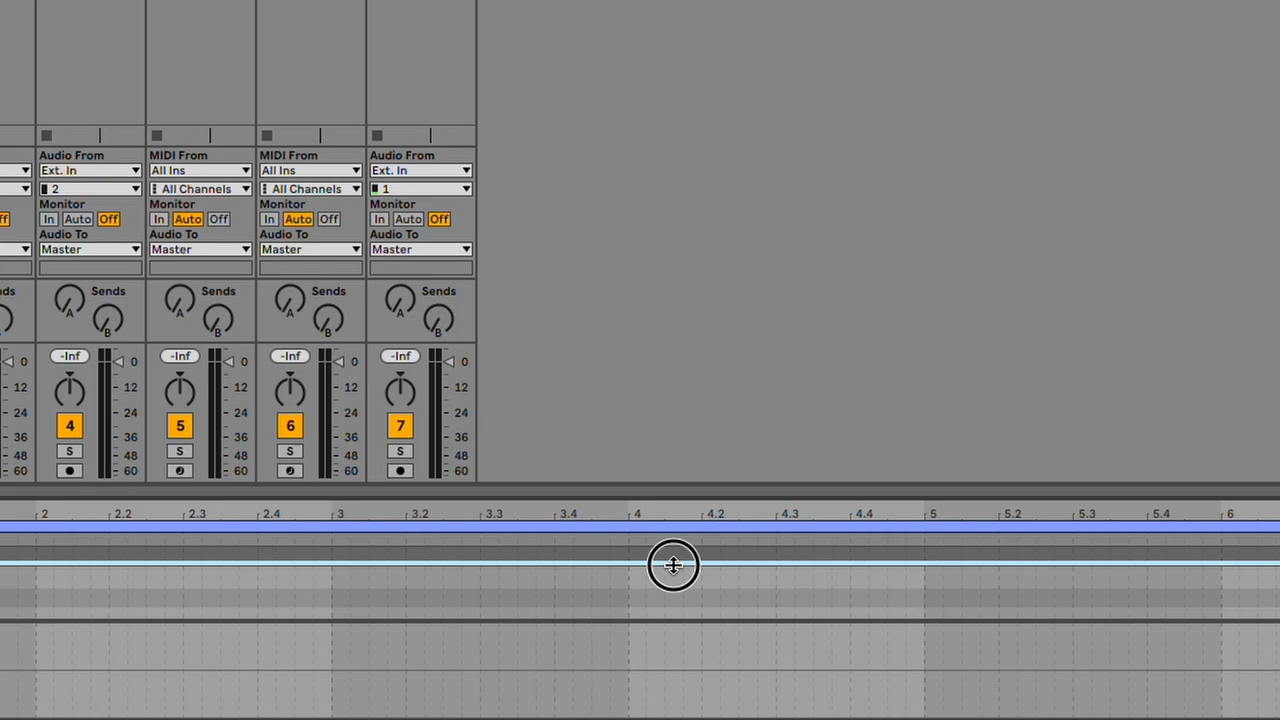 Audio From MIDI From MIDI From Audio From
Ext. In All Ins All Ins Ext. In
2 All Channels All Channels 1
Monitor Monitor Monitor Monitor
In Auto Off In Auto Off In Auto Off In Auto Off
Audio To Audio To Audio To Audio To
Master Master Master Master
Sends Sends Sends Sends
A A A A
B B B B
-Inf -Inf -Inf -Inf
0 0 0 0 0
12 12 12 12 12
24 24 24 24 24
4 5 6 7
36 36 36 36 36
S S S S
48 48 48 48 48
60 60 60 60 60
2 2.2 2.3 2.4 3 3.2 3.3 3.4 4 4.2 4.3 4.4 5 5.2 5.3 5.4 6